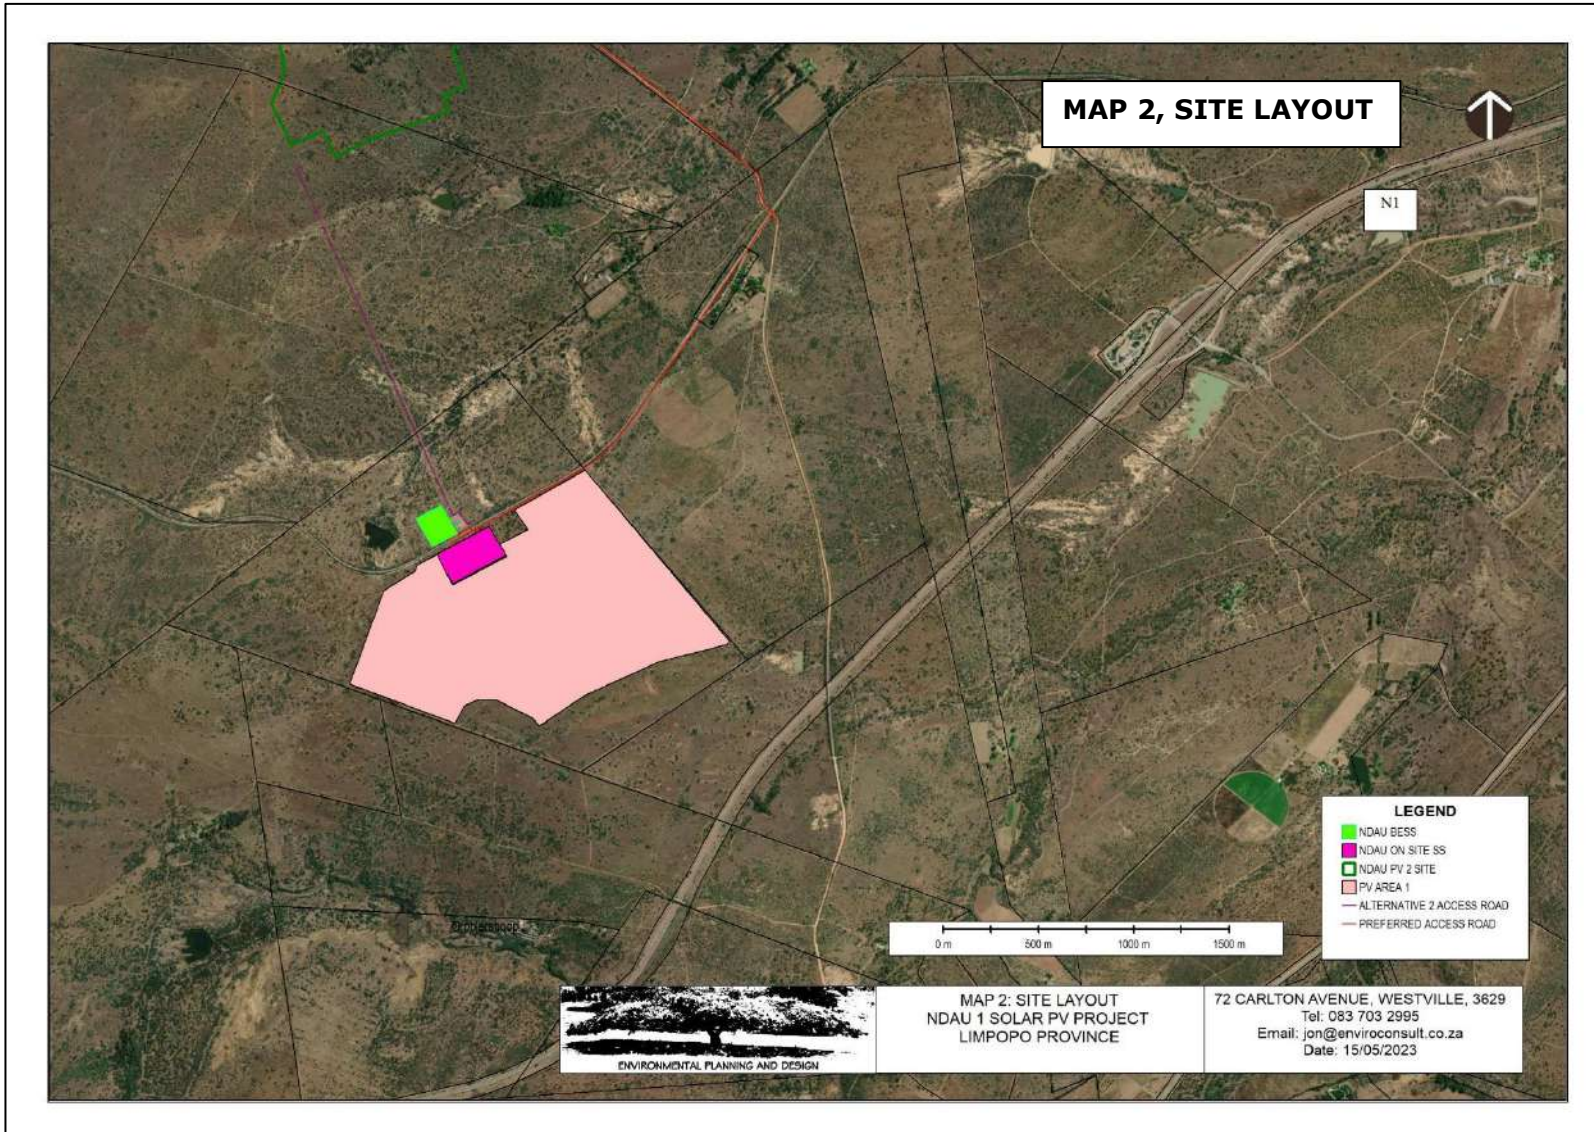 MAP 2, SITE LAYOUT
N1
LEGEND
NDAU BESS
NDAU ON SITE SS
NDAU PV 2 SITE
PV AREA 1
ALTERNATIVE 2 ACCESS ROAD
PREFERRED ACCESS ROAD
0 m 500 m 1000 m 1500 m
ENVIRONMENTAL PLANNING AND DESIGN
MAP 2: SITE LAYOUT
NDAU 1 SOLAR PV PROJECT
LIMPOPO PROVINCE
72 CARLTON AVENUE, WESTVILLE, 3629
Tel: 083 703 2995
Email: jon@enviroconsult.co.za
Date: 15/05/2023